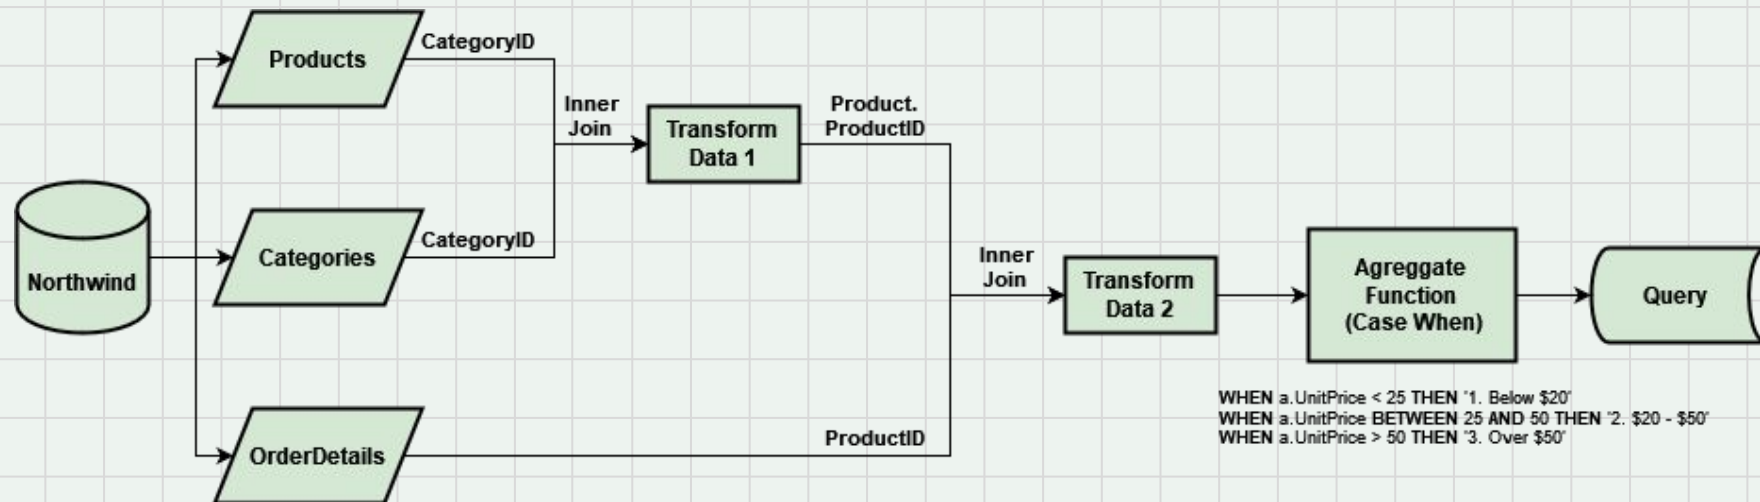 Products
CategoryID
Inner
Join
Transform
Data 1
Product.
ProductID
Northwind
Categories
CategoryID
Inner
Join
Transform
Data 2
Agreggate
Function
(Case When)
Query
OrderDetails
ProductID
WHEN a.UnitPrice < 25 THEN '1. Below $20'
WHEN a.UnitPrice BETWEEN 25 AND 50 THEN '2. $20 - $50'
WHEN a.UnitPrice > 50 THEN '3. Over $50'